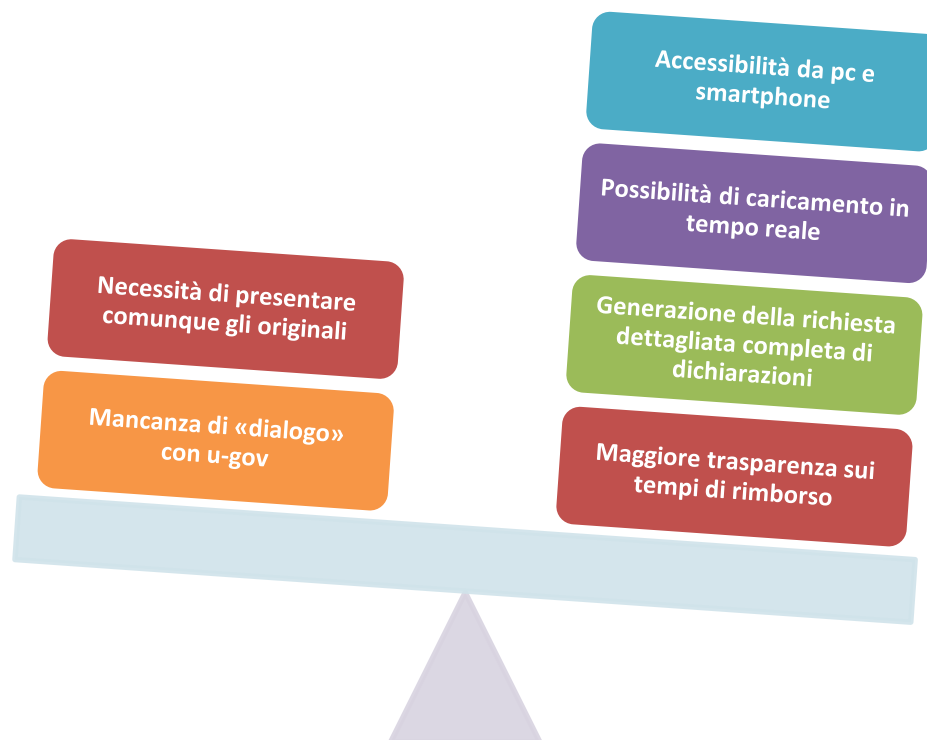 Necessità di presentare
comunque gli originali
Mancanza di «dialogo»
con u-gov
Accessibilità da pc e
smartphone
Possibilità di caricamento in
tempo reale
Generazione della richiesta
dettagliata completa di
dichiarazioni
Maggiore trasparenza sui
tempi di rimborso